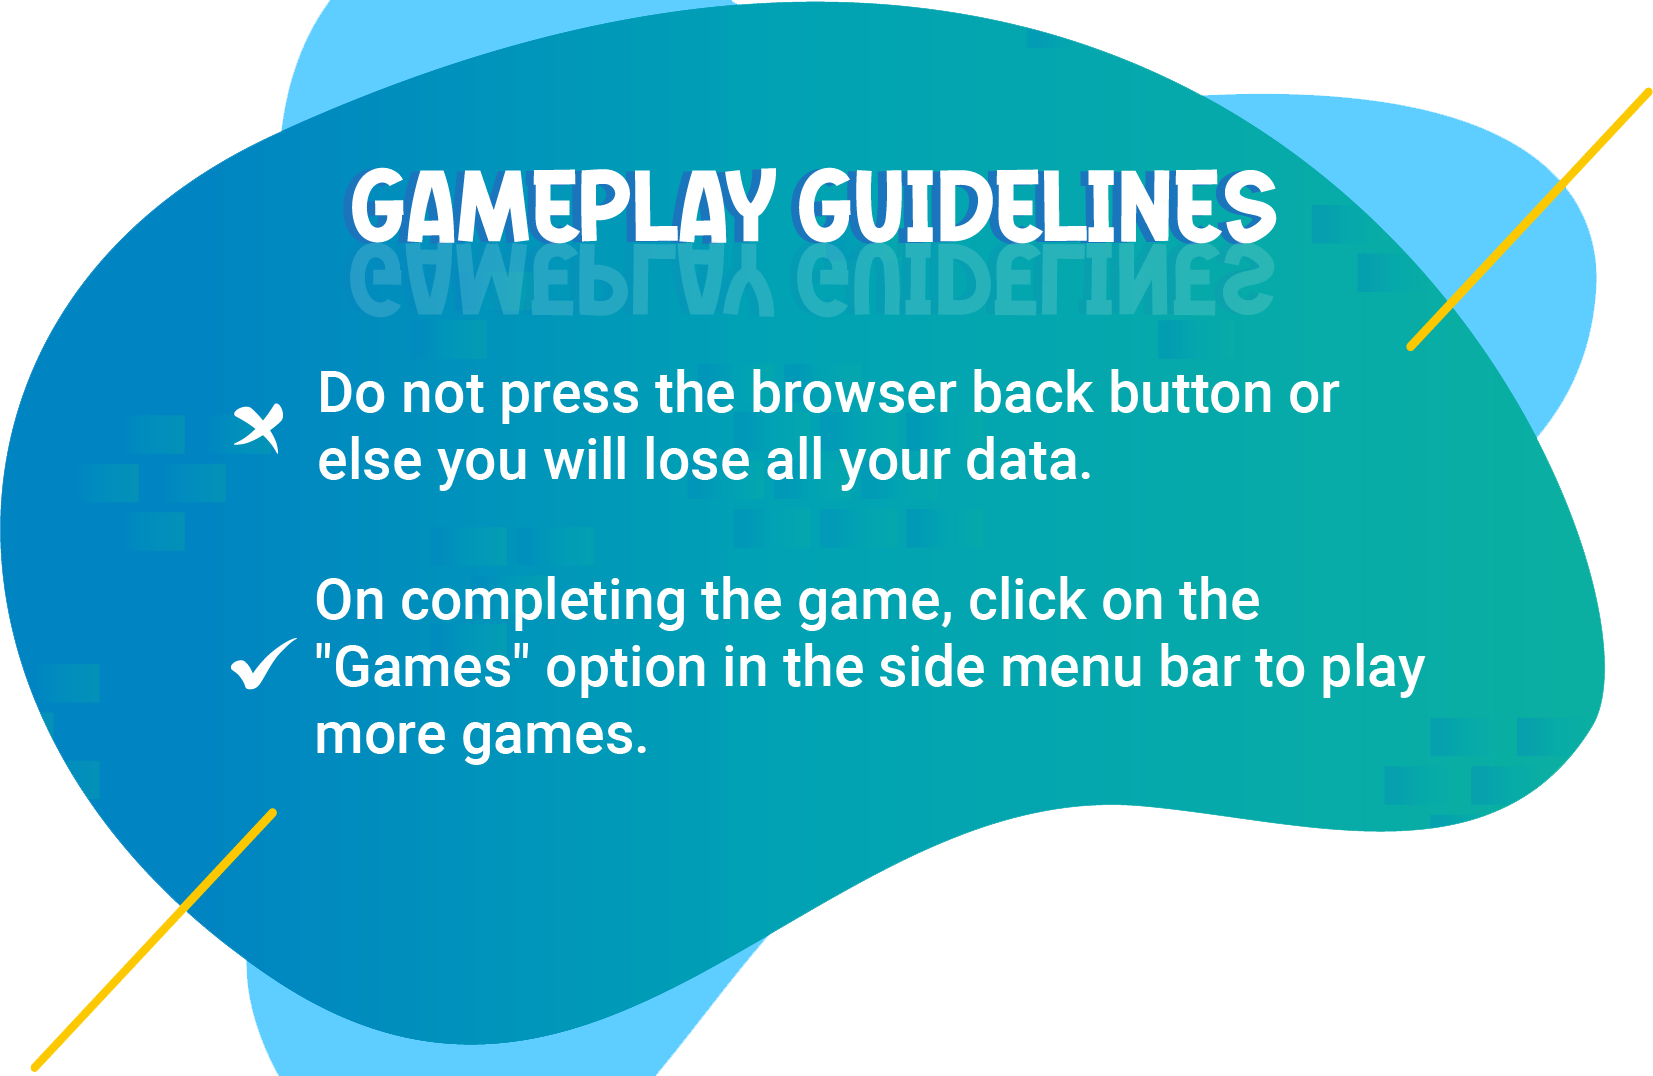 GAMEPLAY GUIDELINES
Do not press the browser back button or
else you will lose all your data.
On completing the game, click on the
"Games" option in the side menu bar to play
more games.